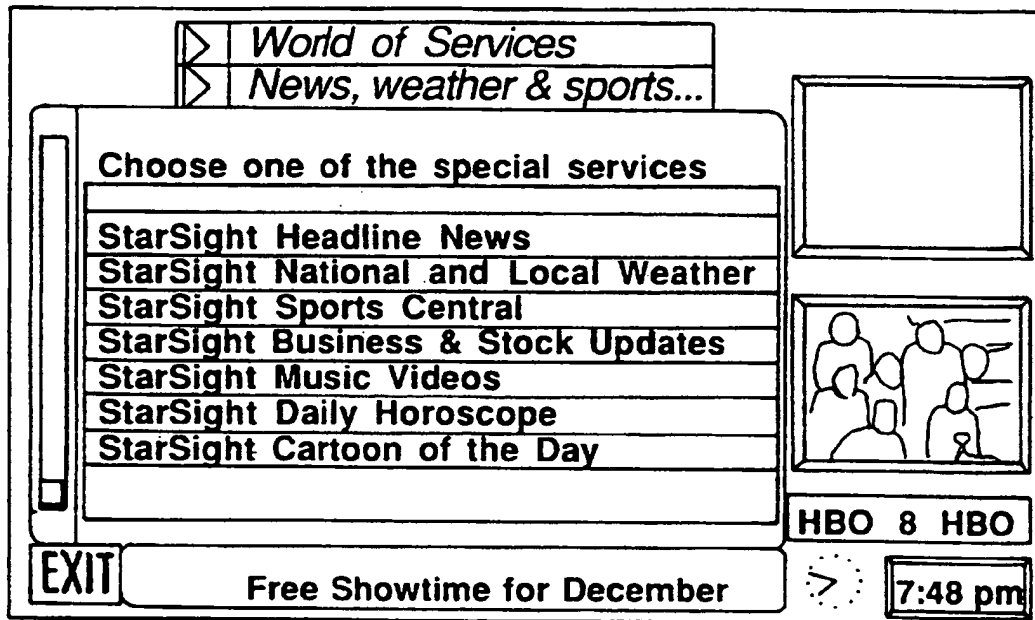 World of Services
News, weather & sports...
Choose one of the special services
StarSight Headline News
StarSight National and Local Weather
StarSight Sports Central
StarSight Business & Stock Updates
StarSight Music Videos
StarSight Daily Horoscope
StarSight Cartoon of the Day
HBO 8 HBO
EXIT
Free Showtime for December
7:48 pm